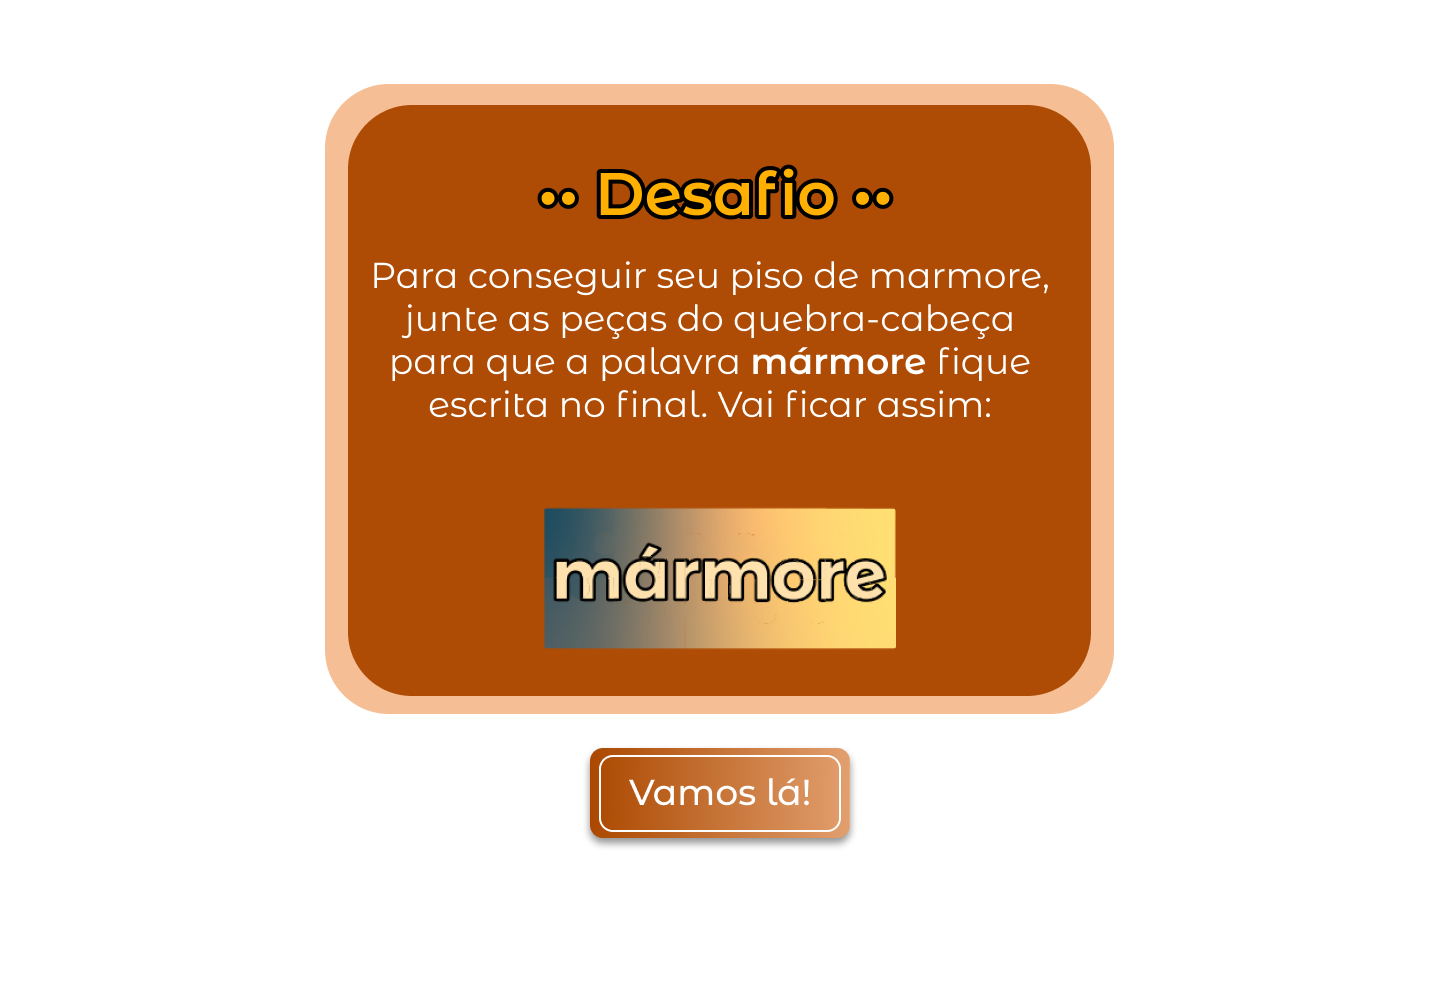 •• Desafio ••
Para conseguir seu piso de marmore,
junte as peças do quebra-cabeça
para que a palavra mármore fique
escrita no final. Vai ficar assim:
mármore
Vamos lá!